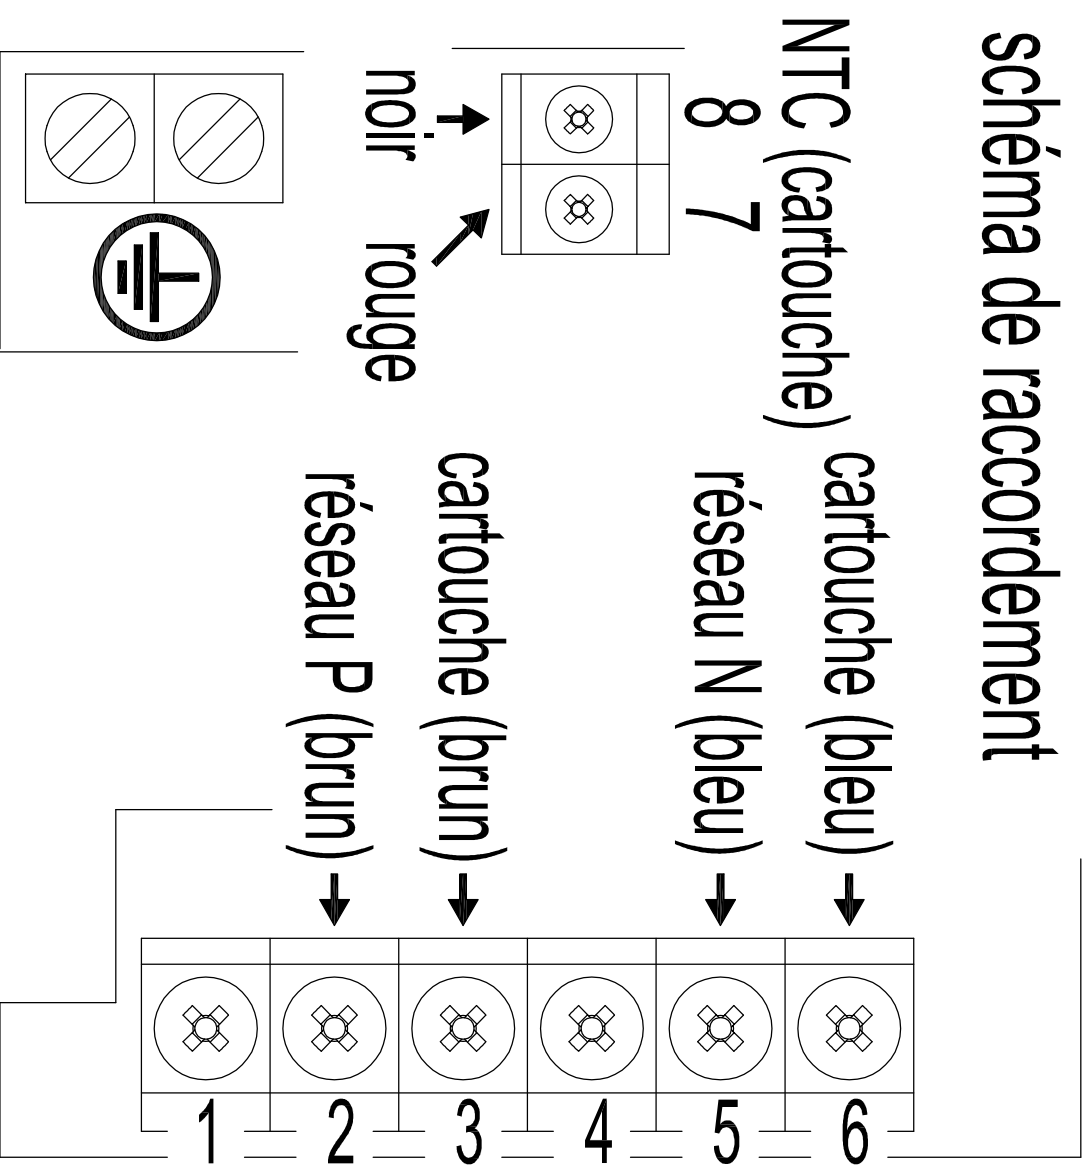 schéma de raccordement
NTC (cartouche)
8 7
noir rouge
cartouche (bleu)
réseau N (bleu)
cartouche (brun)
réseau P (brun)
1 2 3 4 5 6